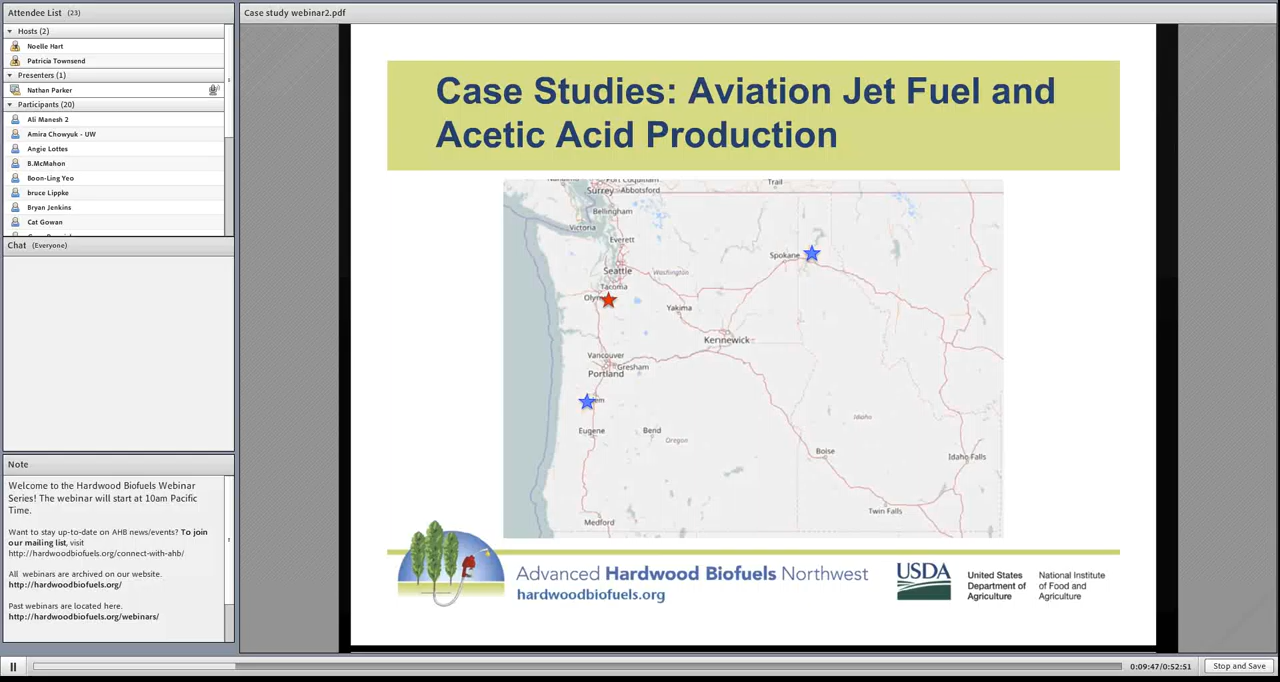 Attendee List (23)
Hosts (2)
Noelle Hart
Patricia Townsend
Presenters (1)
Nathan Parker
Participants (20)
Ali Manesh 2
Amira Chowyuk - UW
Angie Lottes
B.McMahon
Boon-Ling Yeo
bruce Lippke
Bryan Jenkins
Cat Gowan
Chat (Everyone)
Note
Welcome to the Hardwood Biofuels Webinar
Series! The webinar will start at 10am Pacific
Time.
Want to stay up-to-date on AHB news/events? To join
our mailing list, visit
http://hardwoodbiofuels.org/connect-with-ahb/
All webinars are archived on our website.
http://hardwoodbiofuels.org/
Past webinars are located here.
http://hardwoodbiofuels.org/webinars/
Case study webinar2.pdf
Case Studies: Aviation Jet Fuel and
Acetic Acid Production
Port Coquitlam
Trail
Surrey
Abbotsford
Bellingham
Victoria
Everett
Spokane
Seattle
Washington
Tacoma
Yakima
Kennewick
Vancouver
Gresham
Portland
Eugene
Bend
Oregon
Idaho
Boise
Idaho Falls
Twin Falls
Medford
Advanced Hardwood Biofuels Northwest
hardwoodbiofuels.org
USDA
United States
Department of
Agriculture
National Institute
of Food and
Agriculture
0:09:47/0:52:51
Stop and Save